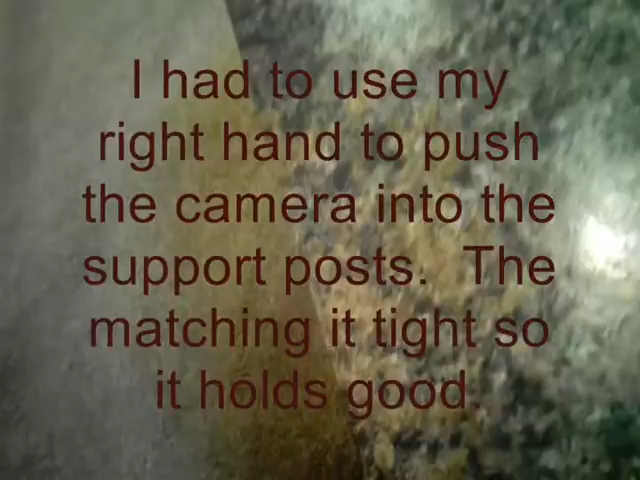 I had to use my
right hand to push
the camera into the
support posts.  The
matching it tight so
it holds good.